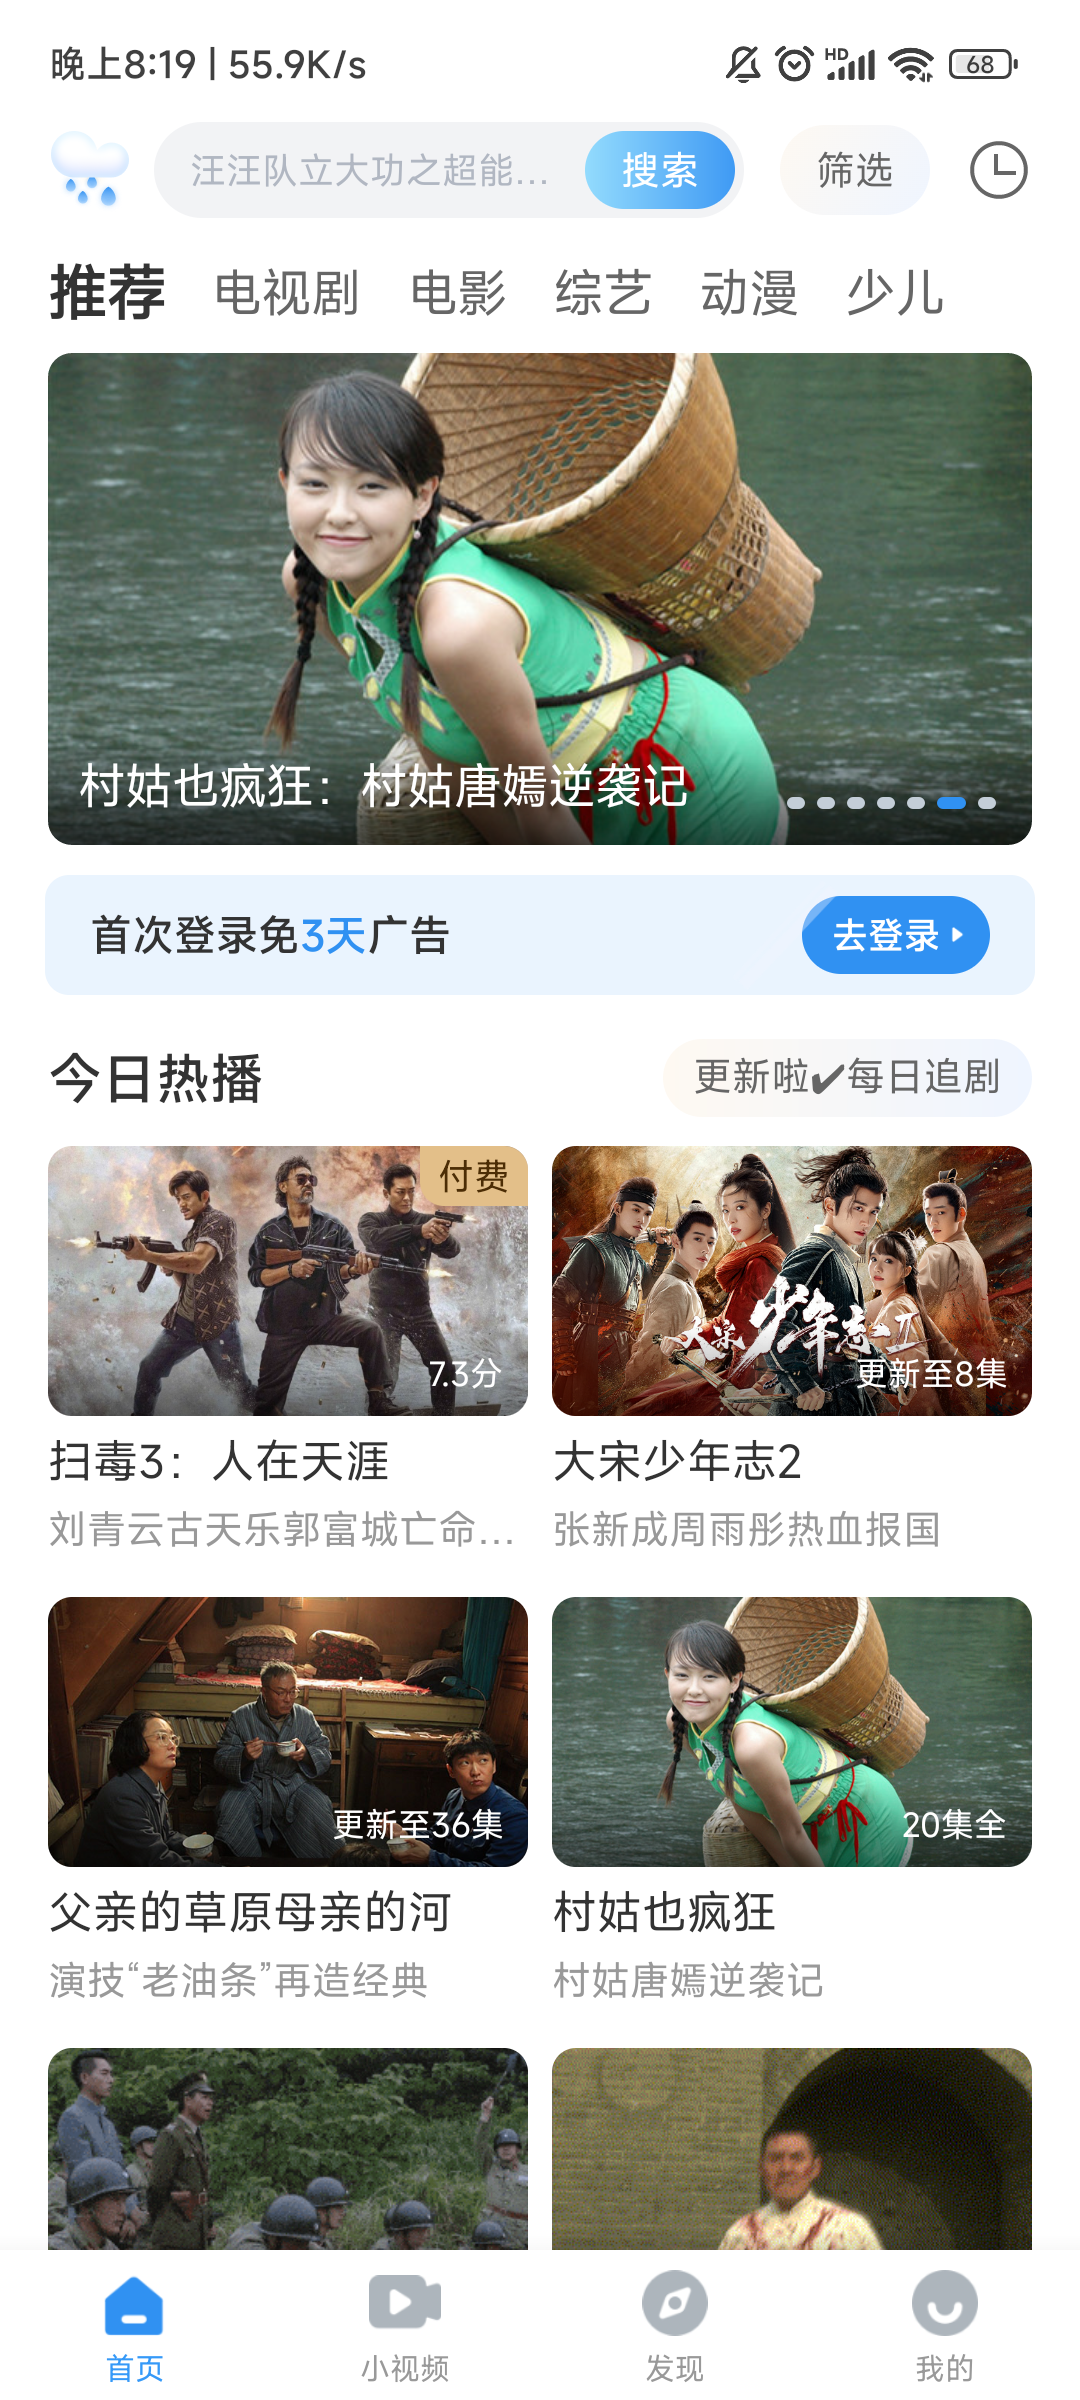 晚上8:19 | 55.9K/s
HD
68
汪汪队立大功之超能...
搜索
筛选
推荐 电视剧 电影 综艺 动漫 少儿
村姑也疯狂：村姑唐嫣逆袭记
首次登录免3天广告
去登录
今日热播
更新啦✔每日追剧
付费
7.3分
大宋少年志II
更新至8集
扫毒3：人在天涯
大宋少年志2
刘青云古天乐郭富城亡命...
张新成周雨彤热血报国
更新至36集
20集全
父亲的草原母亲的河
村姑也疯狂
演技“老油条”再造经典
村姑唐嫣逆袭记
首页
小视频
发现
我的